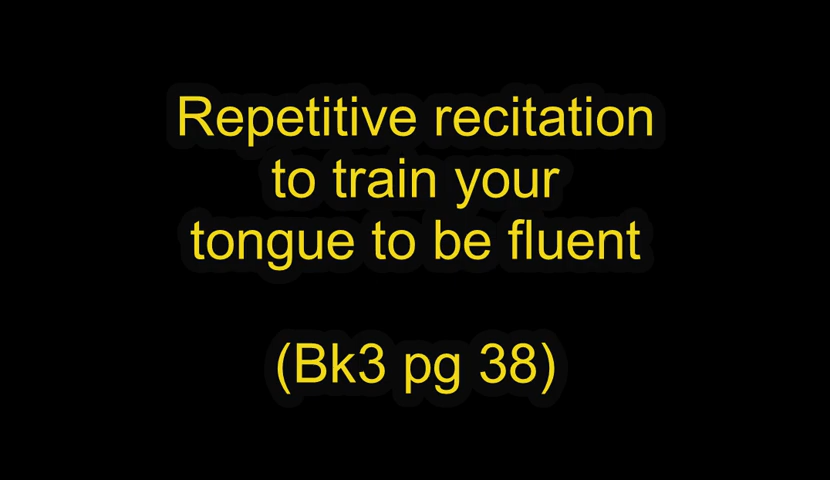 Repetitive recitation
to train your
tongue to be fluent
(Bk3 pg 38)